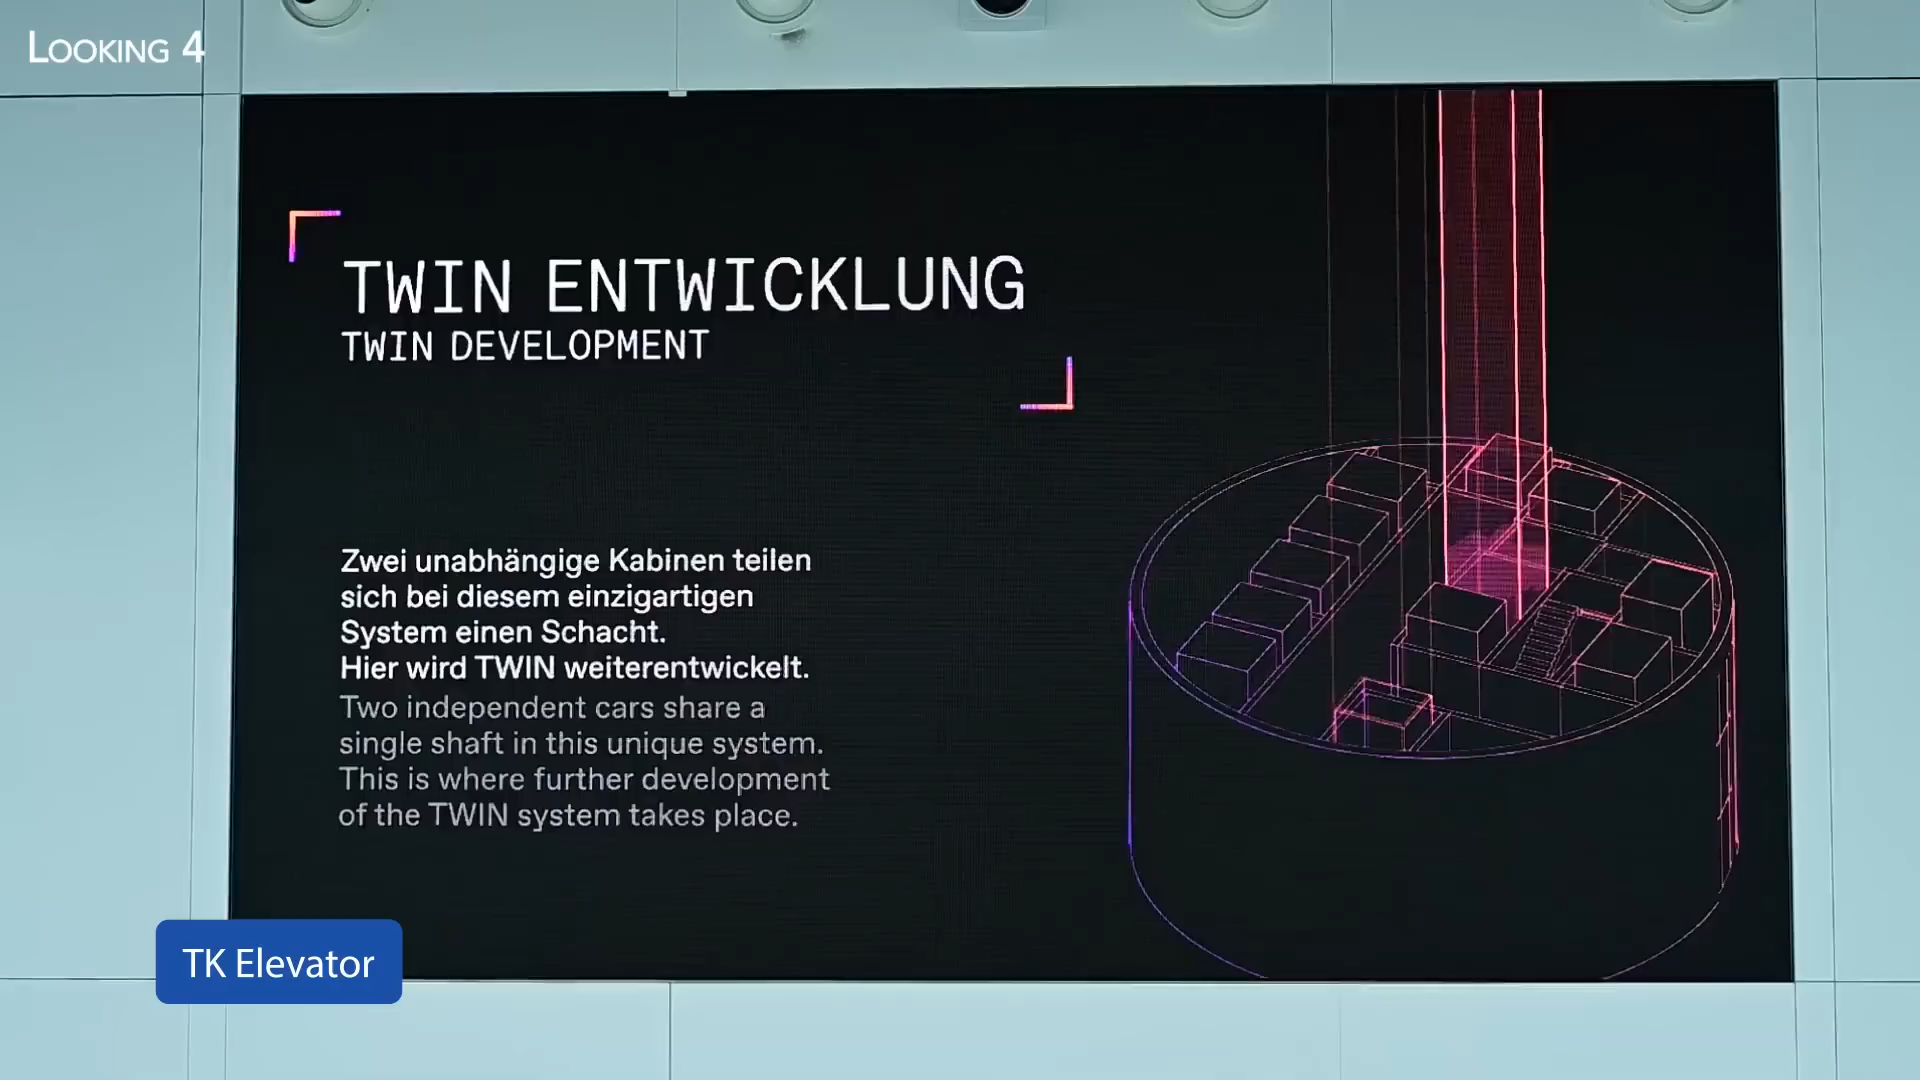 LOOKING 4
TWIN ENTWICKLUNG
TWIN DEVELOPMENT
Zwei unabhängige Kabinen teilen
sich bei diesem einzigartigen
System einen Schacht.
Hier wird TWIN weiterentwickelt.
Two independent cars share a
single shaft in this unique system.
This is where further development
of the TWIN system takes place.
TK Elevator